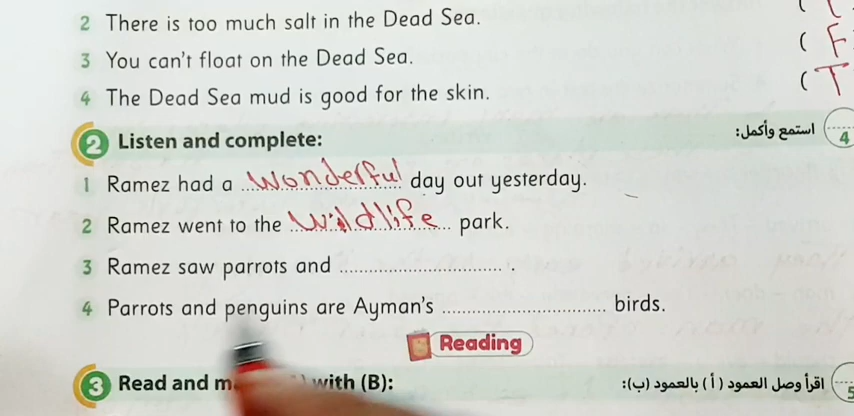 2 There is too much salt in the Dead Sea. (
3 You can't float on the Dead Sea. ( F
4 The Dead Sea mud is good for the skin. ( T
2 Listen and complete: استمع وأكمل: 4
1 Ramez had a wonderful day out yesterday.
2 Ramez went to the wildlife park.
3 Ramez saw parrots and .............................. .
4 Parrots and penguins are Ayman's .............................. birds.
Reading
3 Read and with (B): اقرأ وصل العمود (أ) بالعمود (ب): 5